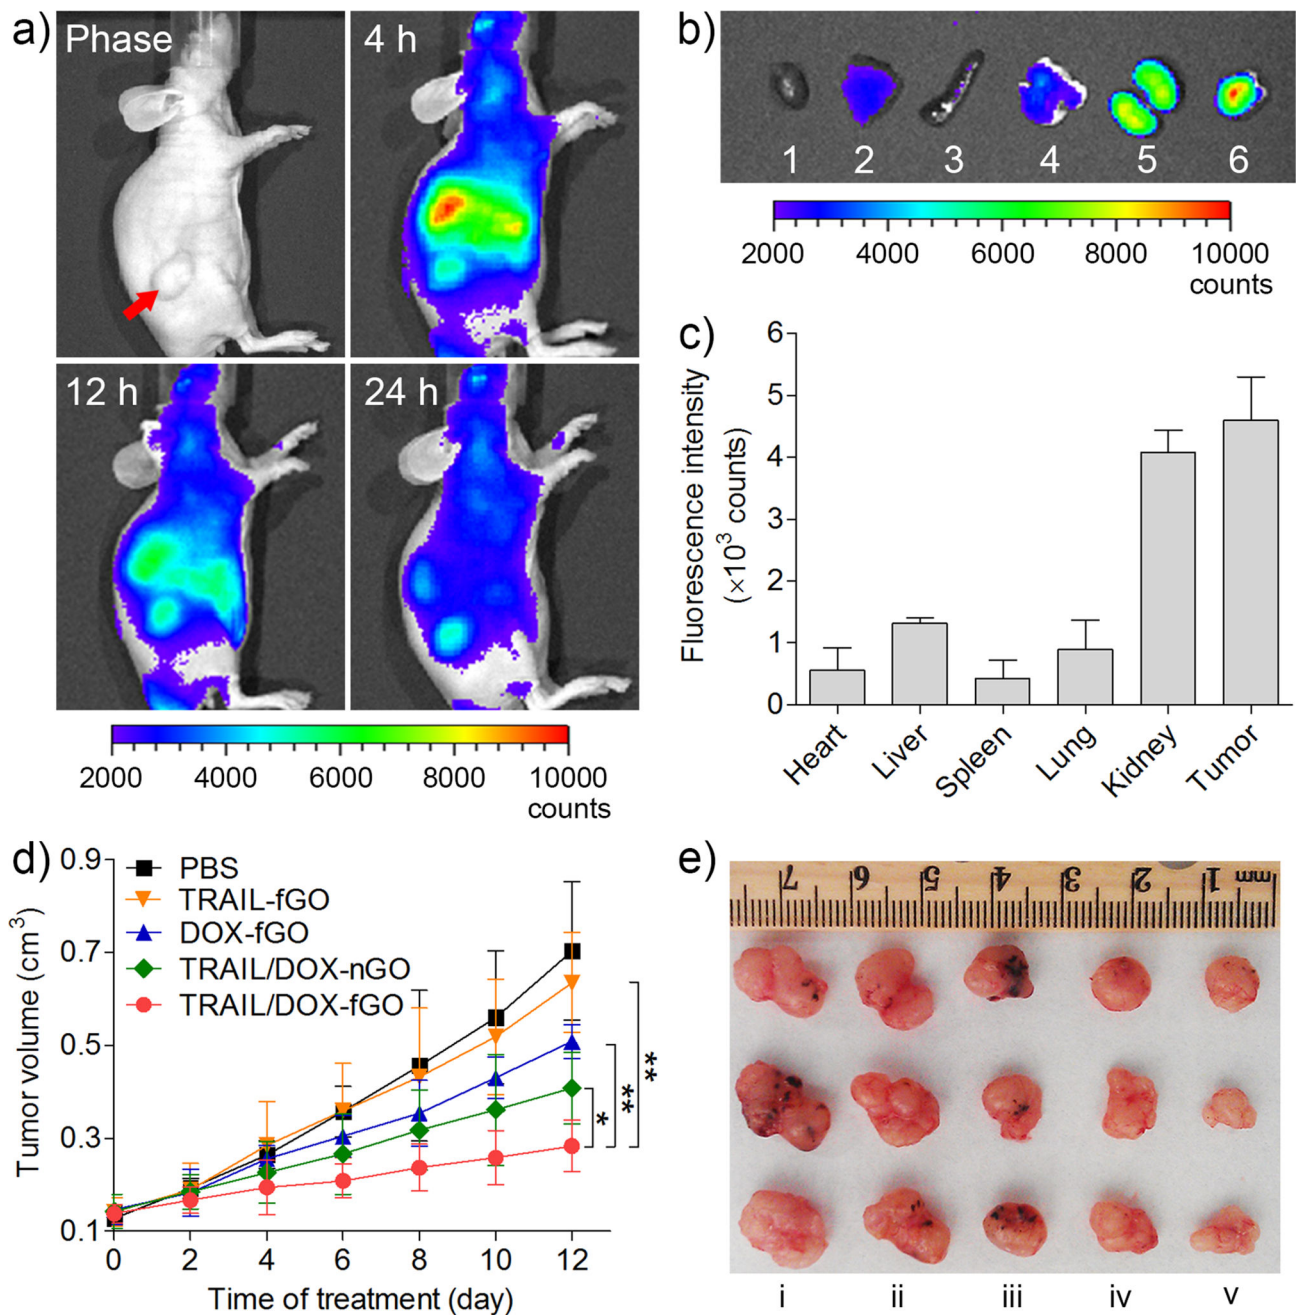 a)
Phase
4 h
12 h
24 h
2000 4000 6000 8000 10000
counts
b)
1 2 3 4 5 6
2000 4000 6000 8000 10000
counts
c)
Fluorescence intensity
(×10³ counts)
6
5
4
3
2
1
0
Heart
Liver
Spleen
Lung
Kidney
Tumor
d)
Tumor volume (cm³)
0.9
0.7
0.5
0.3
0.1
PBS
TRAIL-fGO
DOX-fGO
TRAIL/DOX-nGO
TRAIL/DOX-fGO
*
**
**
0 2 4 6 8 10 12
Time of treatment (day)
e)
7 6 5 4 3 2 1 mm
i ii iii iv v